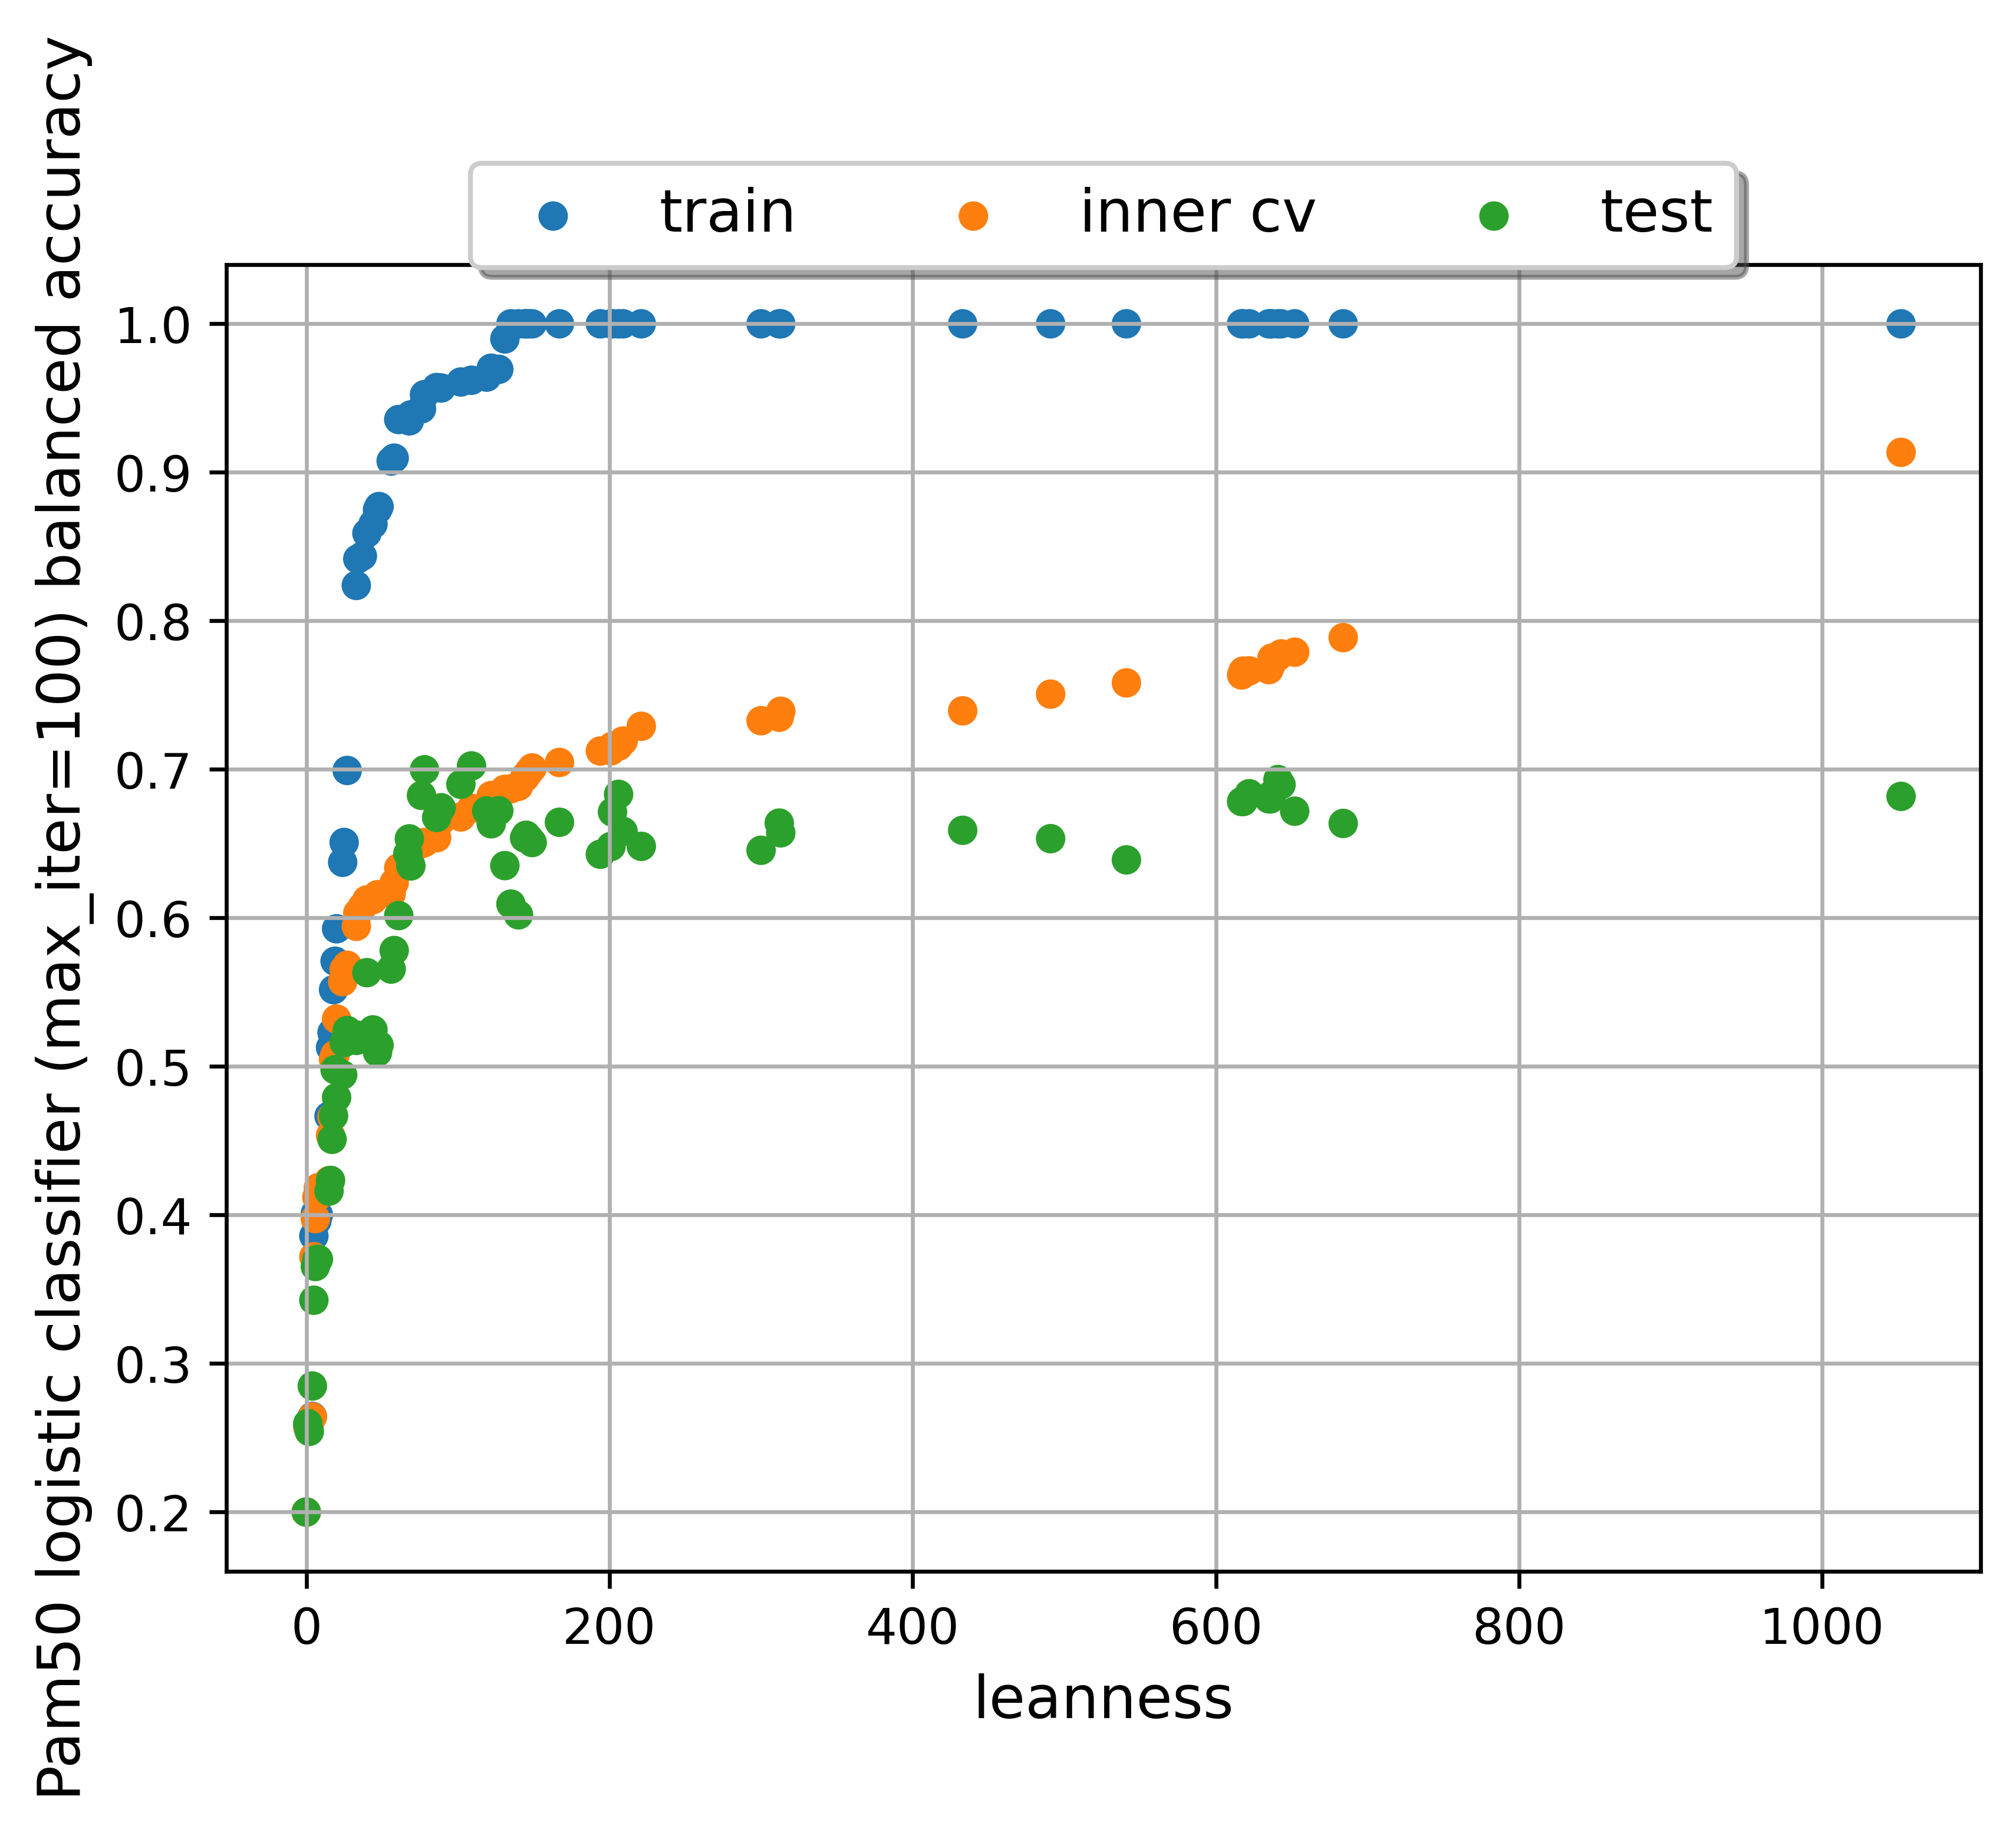 train inner cv test
Pam50 logistic classifier (max_iter=100) balanced accuracy
1.0
0.9
0.8
0.7
0.6
0.5
0.4
0.3
0.2
0 200 400 600 800 1000
leanness